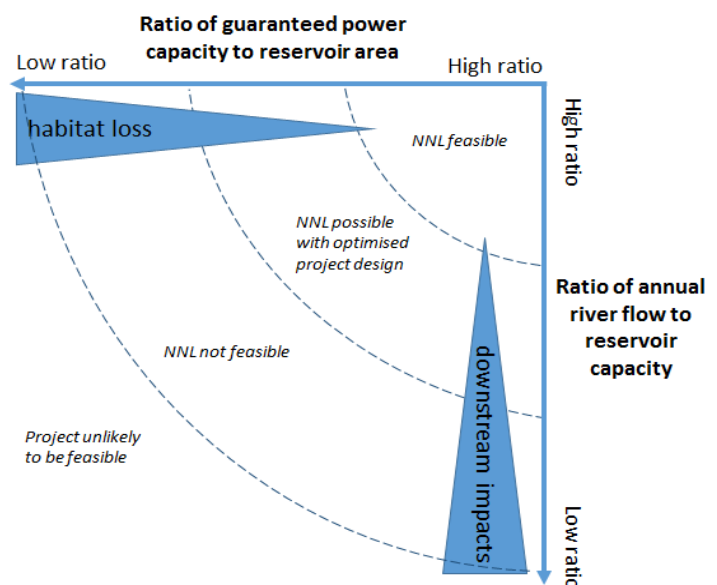 Ratio of guaranteed power
capacity to reservoir area
Low ratio
High ratio
habitat loss
NNL feasible
High ratio
NNL possible
with optimised
project design
Ratio of annual
river flow to
reservoir
capacity
NNL not feasible
downstream impacts
Project unlikely
to be feasible
Low ratio